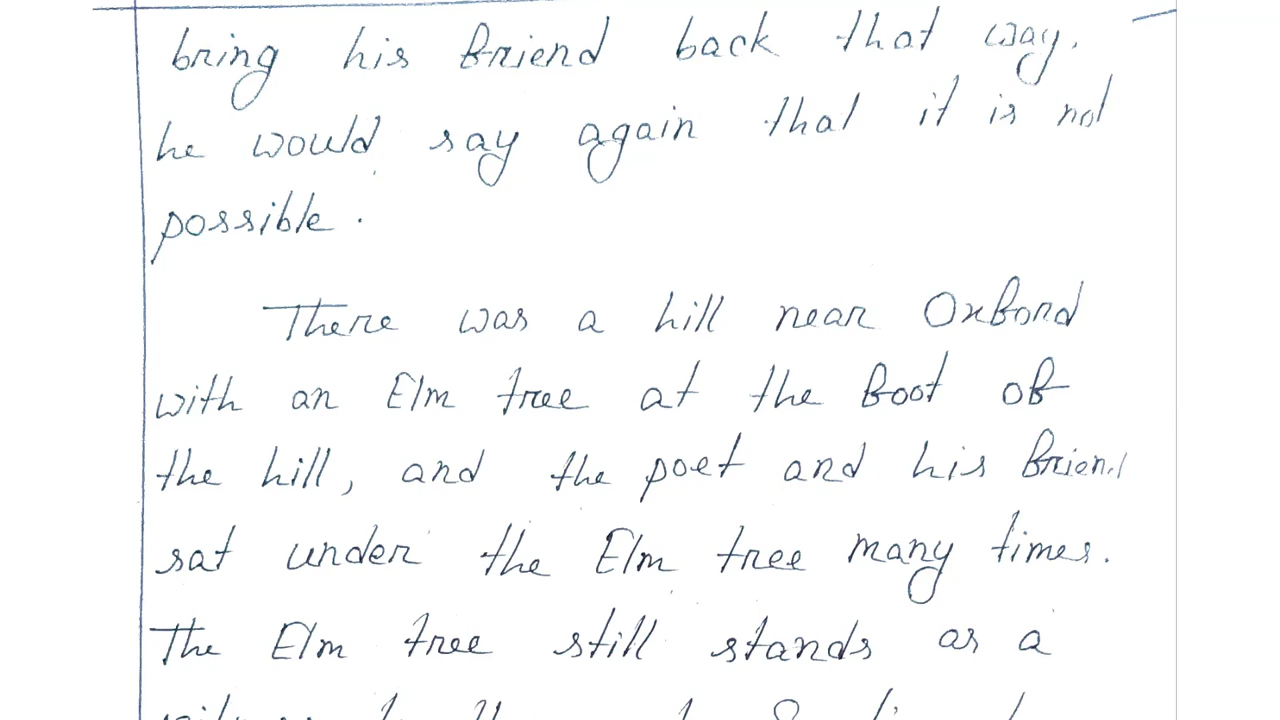 bring his friend back that way.
he would say again that it is not
possible.
There was a hill near Oxford
with an Elm tree at the foot of
the hill, and the poet and his friend
sat under the Elm tree many times.
The Elm tree still stands as a